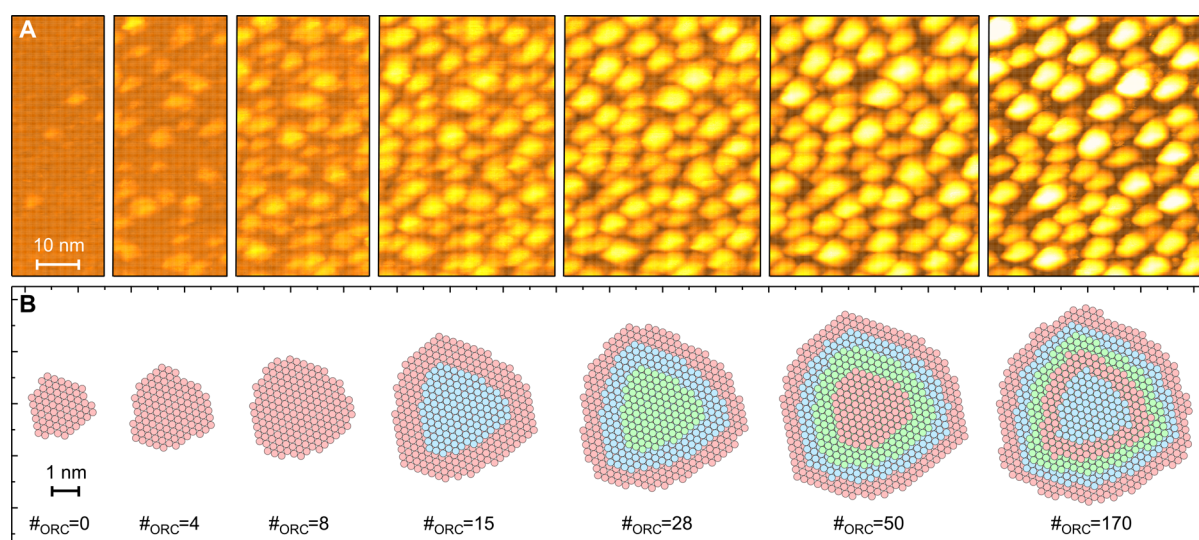 A
10 nm
B
1 nm
#ORC=0
#ORC=4
#ORC=8
#ORC=15
#ORC=28
#ORC=50
#ORC=170